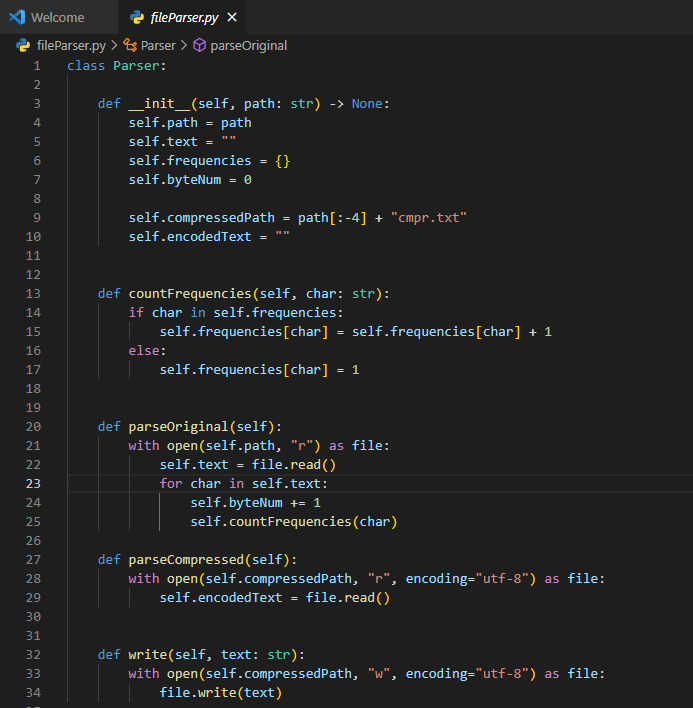 Welcome
fileParser.py ×
fileParser.py > Parser > parseOriginal
1 class Parser:
2
3     def __init__(self, path: str) -> None:
4         self.path = path
5         self.text = ""
6         self.frequencies = {}
7         self.byteNum = 0
8
9         self.compressedPath = path[:-4] + "cmpr.txt"
10         self.encodedText = ""
11
12
13     def countFrequencies(self, char: str):
14         if char in self.frequencies:
15             self.frequencies[char] = self.frequencies[char] + 1
16         else:
17             self.frequencies[char] = 1
18
19
20     def parseOriginal(self):
21         with open(self.path, "r") as file:
22             self.text = file.read()
23             for char in self.text:
24                 self.byteNum += 1
25                 self.countFrequencies(char)
26
27     def parseCompressed(self):
28         with open(self.compressedPath, "r", encoding="utf-8") as file:
29             self.encodedText = file.read()
30
31
32     def write(self, text: str):
33         with open(self.compressedPath, "w", encoding="utf-8") as file:
34             file.write(text)